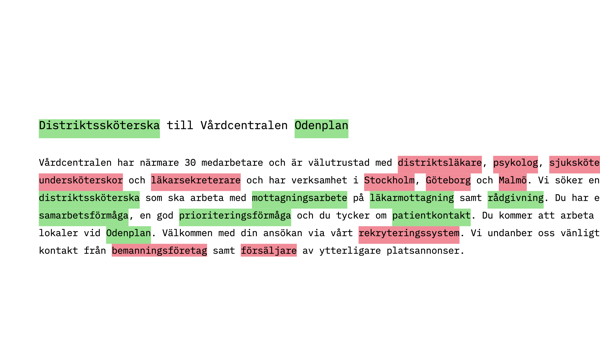 Distriktssköterska till Vårdcentralen Odenplan
Vårdcentralen har närmare 30 medarbetare och är välutrustad med distriktsläkare, psykolog, sjuksköte
undersköterskor och läkarsekreterare och har verksamhet i Stockholm, Göteborg och Malmö. Vi söker en
distriktssköterska som ska arbeta med mottagningsarbete på läkarmottagning samt rådgivning. Du har e
samarbetsförmåga, en god prioriteringsförmåga och du tycker om patientkontakt. Du kommer att arbeta
lokaler vid Odenplan. Välkommen med din ansökan via vårt rekryteringssystem. Vi undanber oss vänligt
kontakt från bemanningsföretag samt försäljare av ytterligare platsannonser.